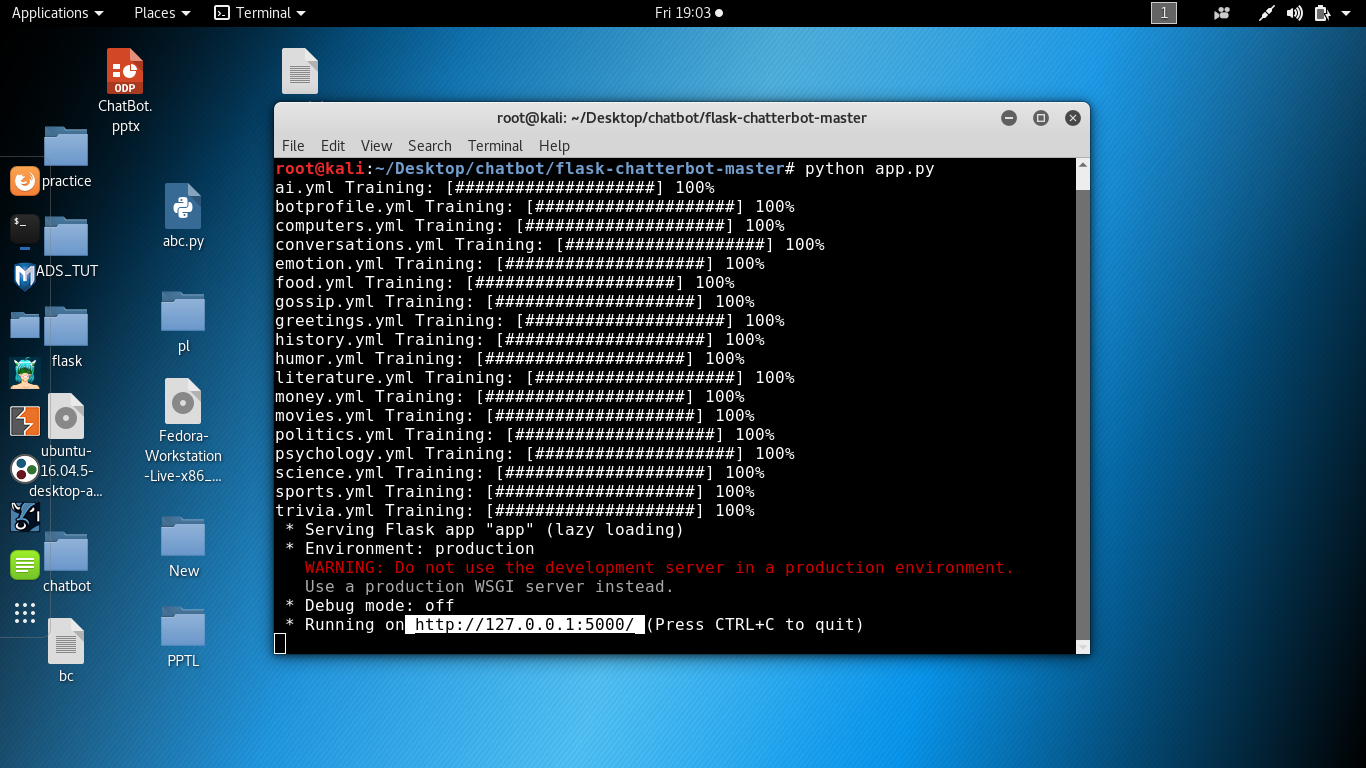 Applications Places Terminal Fri 19:03 1
ODP
ChatBot.
pptx
practice
abc.py
ADS_TUT
pl
flask
Fedora-
Workstation
-Live-x86_...
ubuntu-
16.04.5-
desktop-a...
New
chatbot
PPTL
bc
root@kali: ~/Desktop/chatbot/flask-chatterbot-master
File Edit View Search Terminal Help
root@kali:~/Desktop/chatbot/flask-chatterbot-master# python app.py
ai.yml Training: [####################] 100%
botprofile.yml Training: [####################] 100%
computers.yml Training: [####################] 100%
conversations.yml Training: [####################] 100%
emotion.yml Training: [####################] 100%
food.yml Training: [####################] 100%
gossip.yml Training: [####################] 100%
greetings.yml Training: [####################] 100%
history.yml Training: [####################] 100%
humor.yml Training: [####################] 100%
literature.yml Training: [####################] 100%
money.yml Training: [####################] 100%
movies.yml Training: [####################] 100%
politics.yml Training: [####################] 100%
psychology.yml Training: [####################] 100%
science.yml Training: [####################] 100%
sports.yml Training: [####################] 100%
trivia.yml Training: [####################] 100%
* Serving Flask app "app" (lazy loading)
* Environment: production
WARNING: Do not use the development server in a production environment.
Use a production WSGI server instead.
* Debug mode: off
* Running on http://127.0.0.1:5000/ (Press CTRL+C to quit)